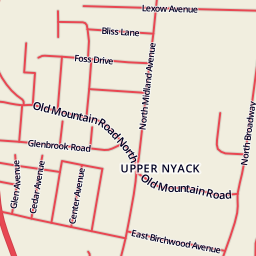 Lexow Avenue
Bliss Lane
Foss Drive
North Midland Avenue
Old Mountain Road North
North Broadway
Glenbrook Road
UPPER NYACK
Glen Avenue
Cedar Avenue
Center Avenue
Old Mountain Road
East Birchwood Avenue